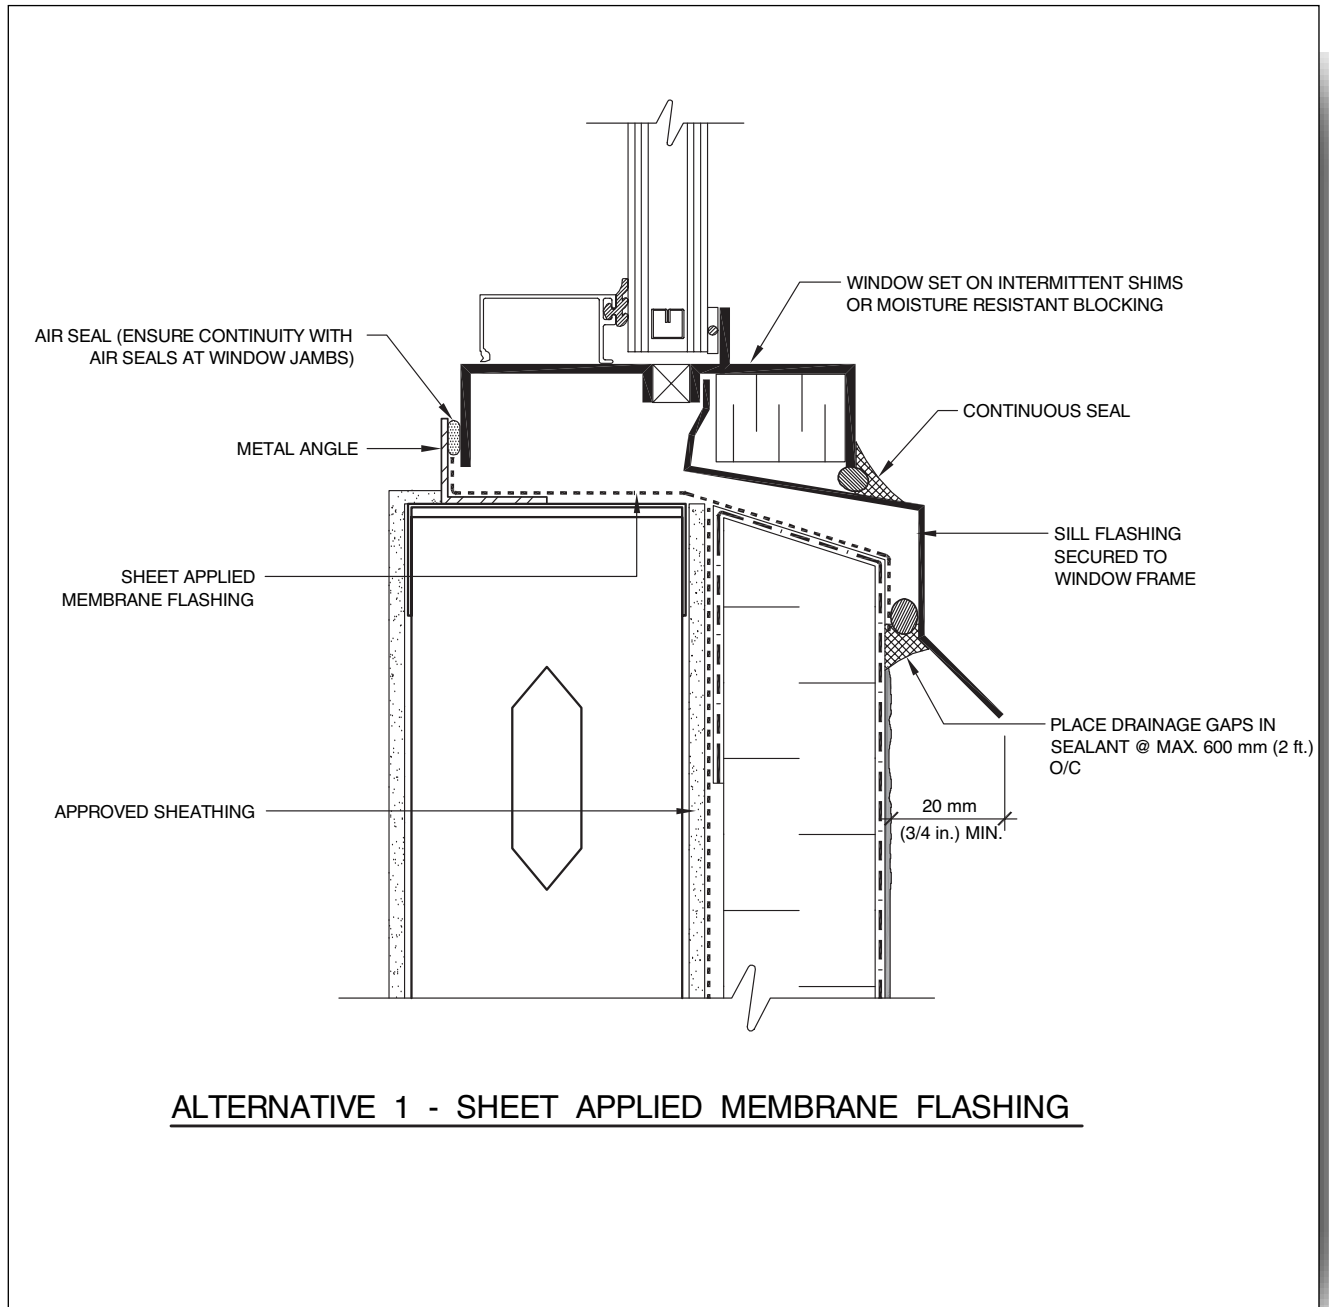 WINDOW SET ON INTERMITTENT SHIMS
OR MOISTURE RESISTANT BLOCKING
AIR SEAL (ENSURE CONTINUITY WITH
AIR SEALS AT WINDOW JAMBS)
CONTINUOUS SEAL
METAL ANGLE
SILL FLASHING
SECURED TO
WINDOW FRAME
SHEET APPLIED
MEMBRANE FLASHING
PLACE DRAINAGE GAPS IN
SEALANT @ MAX. 600 mm (2 ft.)
O/C
APPROVED SHEATHING
20 mm
(3/4 in.) MIN.
ALTERNATIVE 1 - SHEET APPLIED MEMBRANE FLASHING